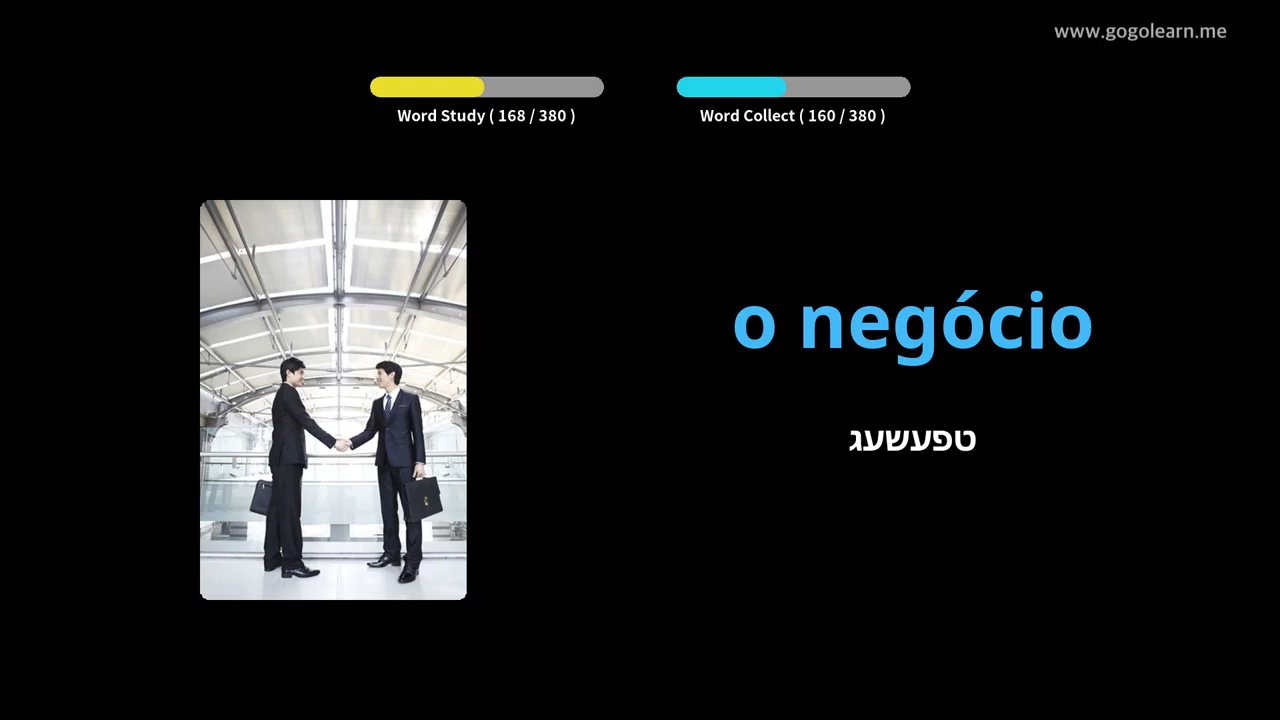 www.gogolearn.me
Word Study ( 168 / 380 )
Word Collect ( 160 / 380 )
o negócio
טפעשעג